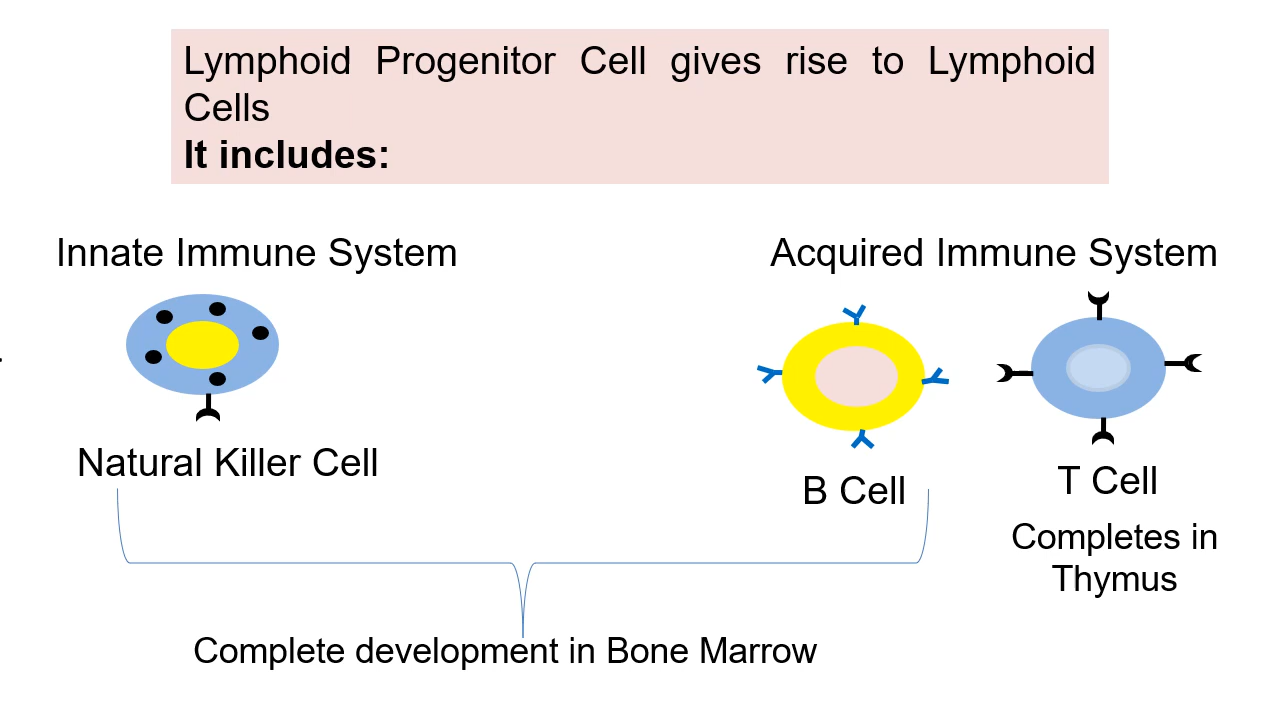 Lymphoid Progenitor Cell gives rise to Lymphoid
Cells
It includes:
Innate Immune System
Acquired Immune System
Natural Killer Cell
B Cell
T Cell
Completes in
Thymus
Complete development in Bone Marrow